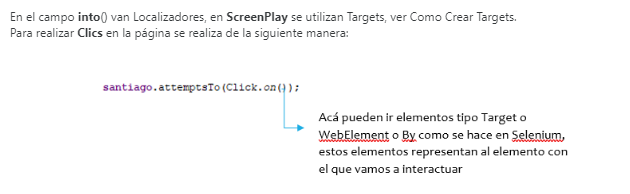 En el campo into() van Localizadores, en ScreenPlay se utilizan Targets, ver Como Crear Targets.
Para realizar Clics en la página se realiza de la siguiente manera:
santiago.attemptsTo(Click.on());
Acá pueden ir elementos tipo Target o
WebElement o By como se hace en Selenium,
estos elementos representan al elemento con
el que vamos a interactuar